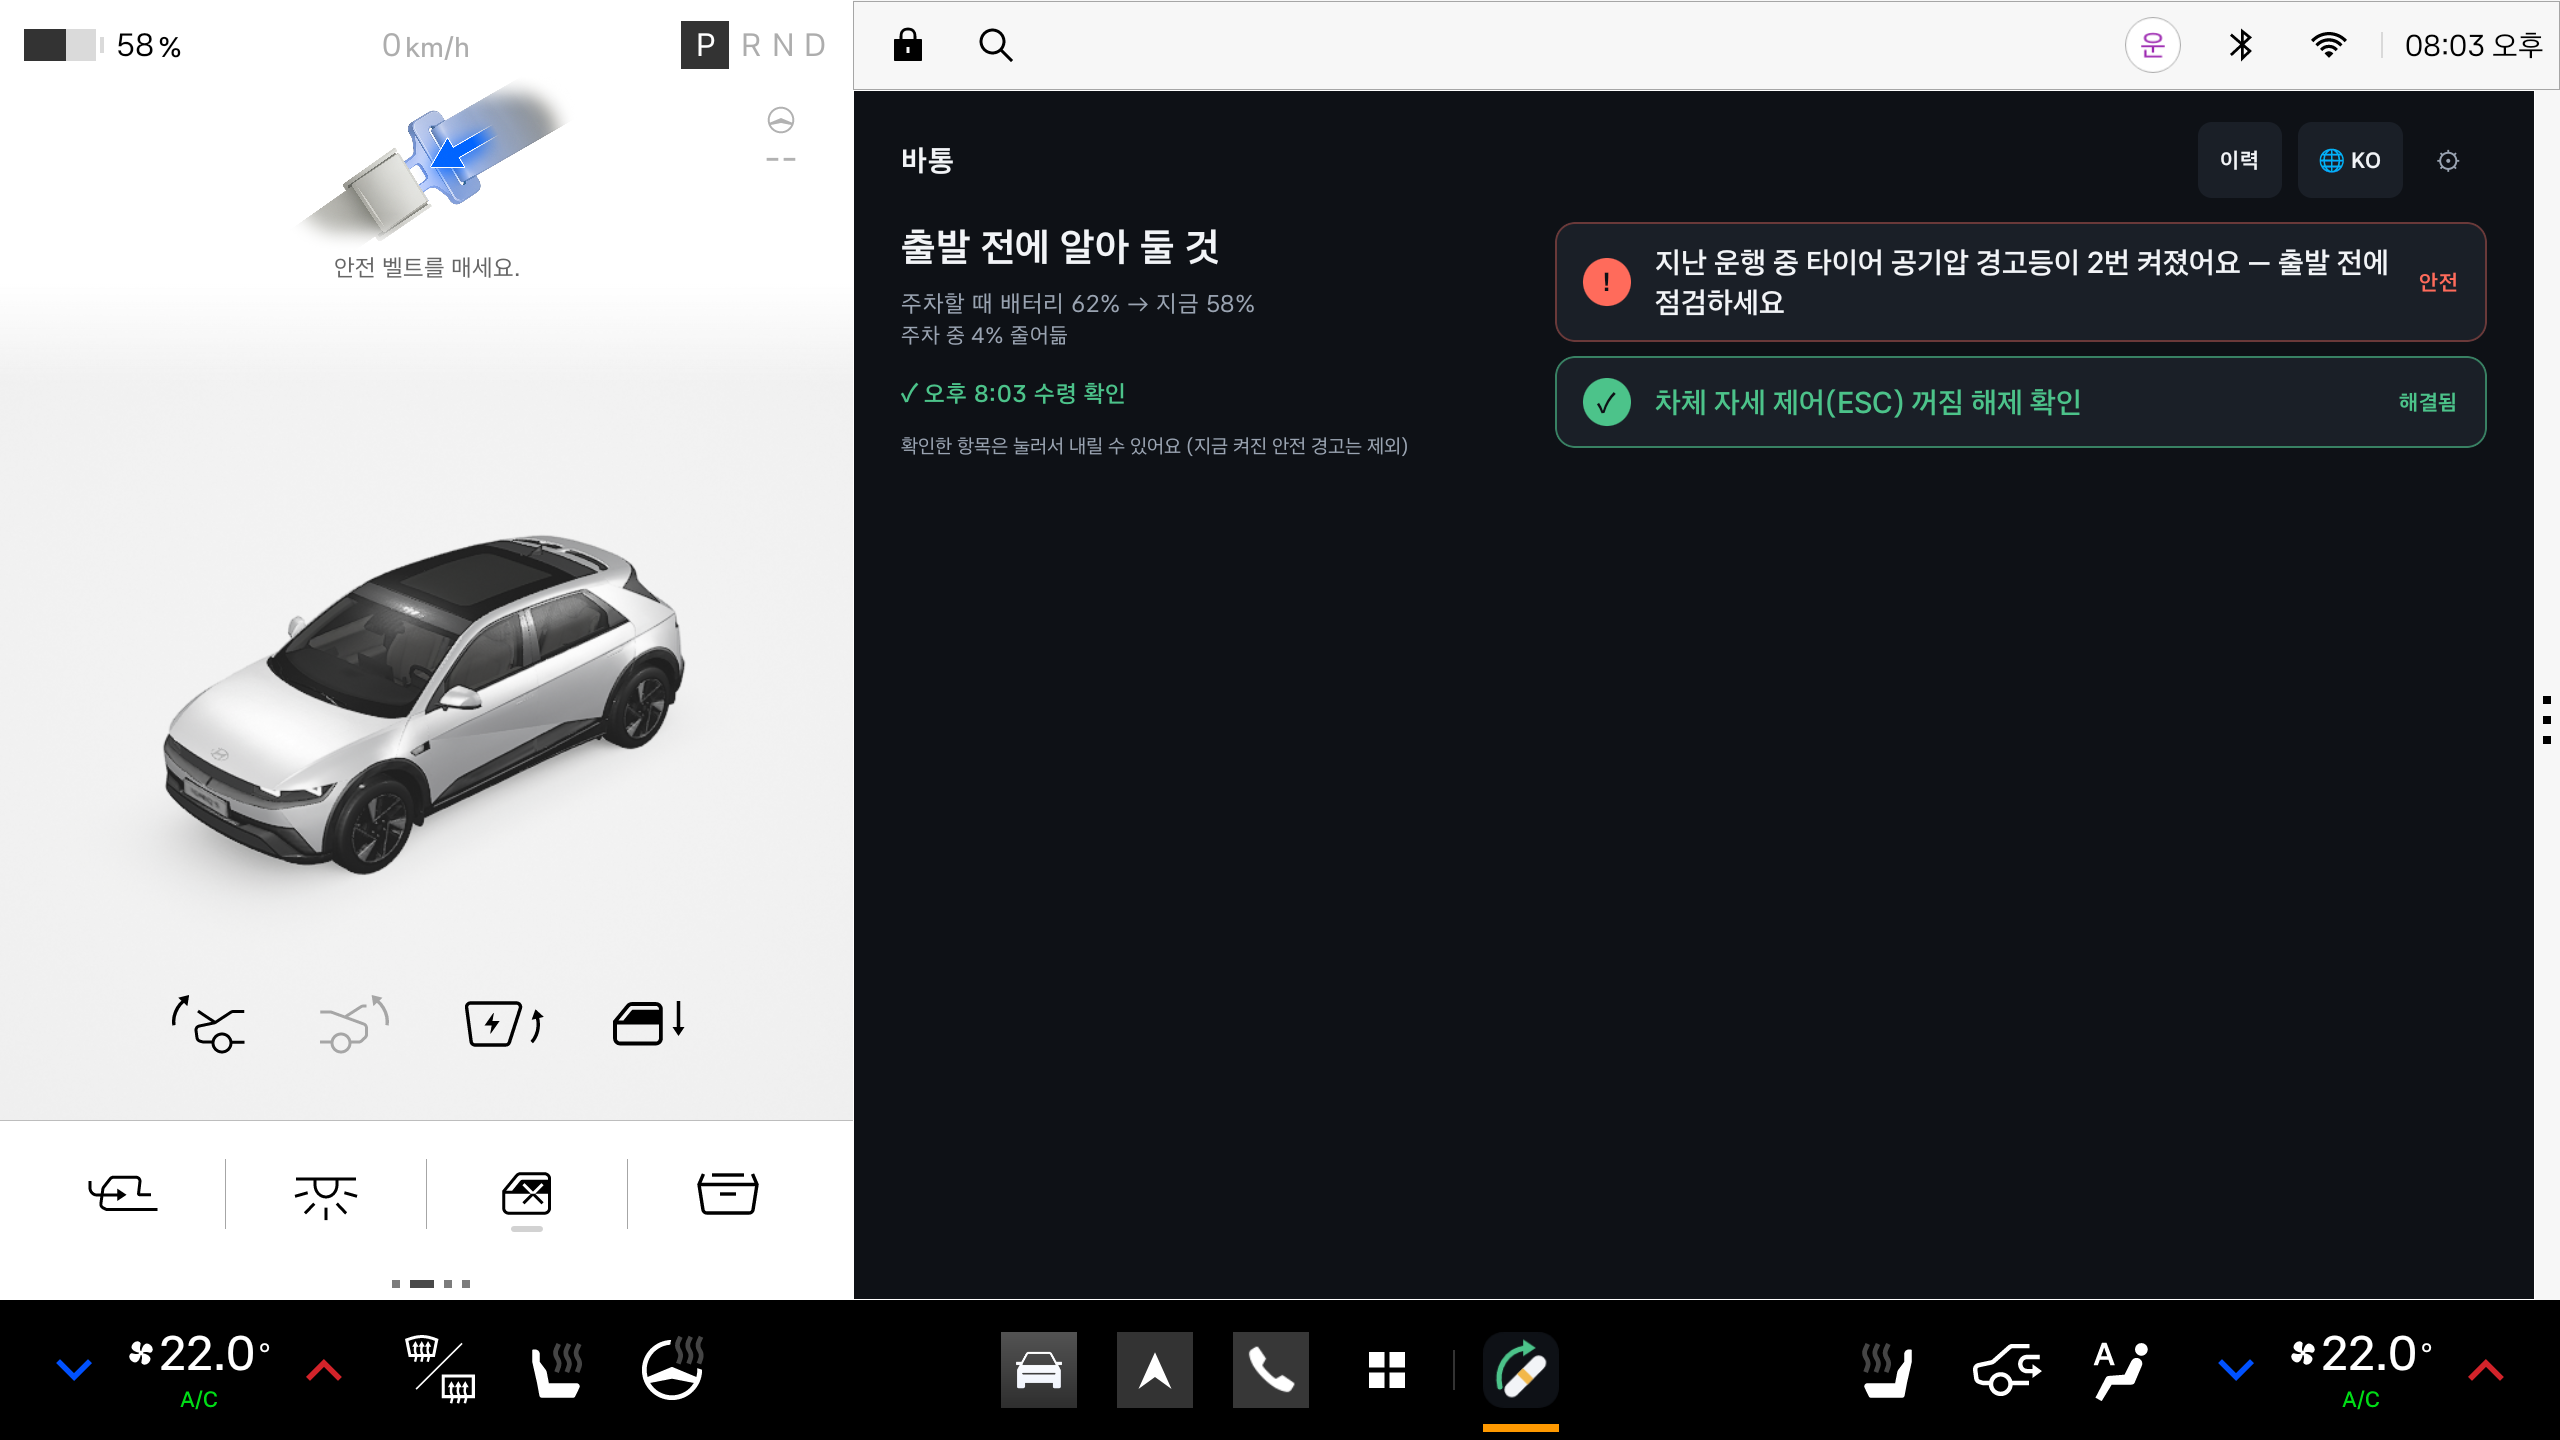 58%
0km/h
P R N D
08:03 오후
운
안전 벨트를 매세요.
바통
이력
KO
출발 전에 알아 둘 것
주차할 때 배터리 62% → 지금 58%
주차 중 4% 줄어듦
✓ 오후 8:03 수령 확인
확인한 항목은 눌러서 내릴 수 있어요 (지금 켜진 안전 경고는 제외)
!
지난 운행 중 타이어 공기압 경고등이 2번 켜졌어요 — 출발 전에
점검하세요
안전
✓
차체 자세 제어(ESC) 꺼짐 해제 확인
해결됨
22.0°
A/C
A
22.0°
A/C